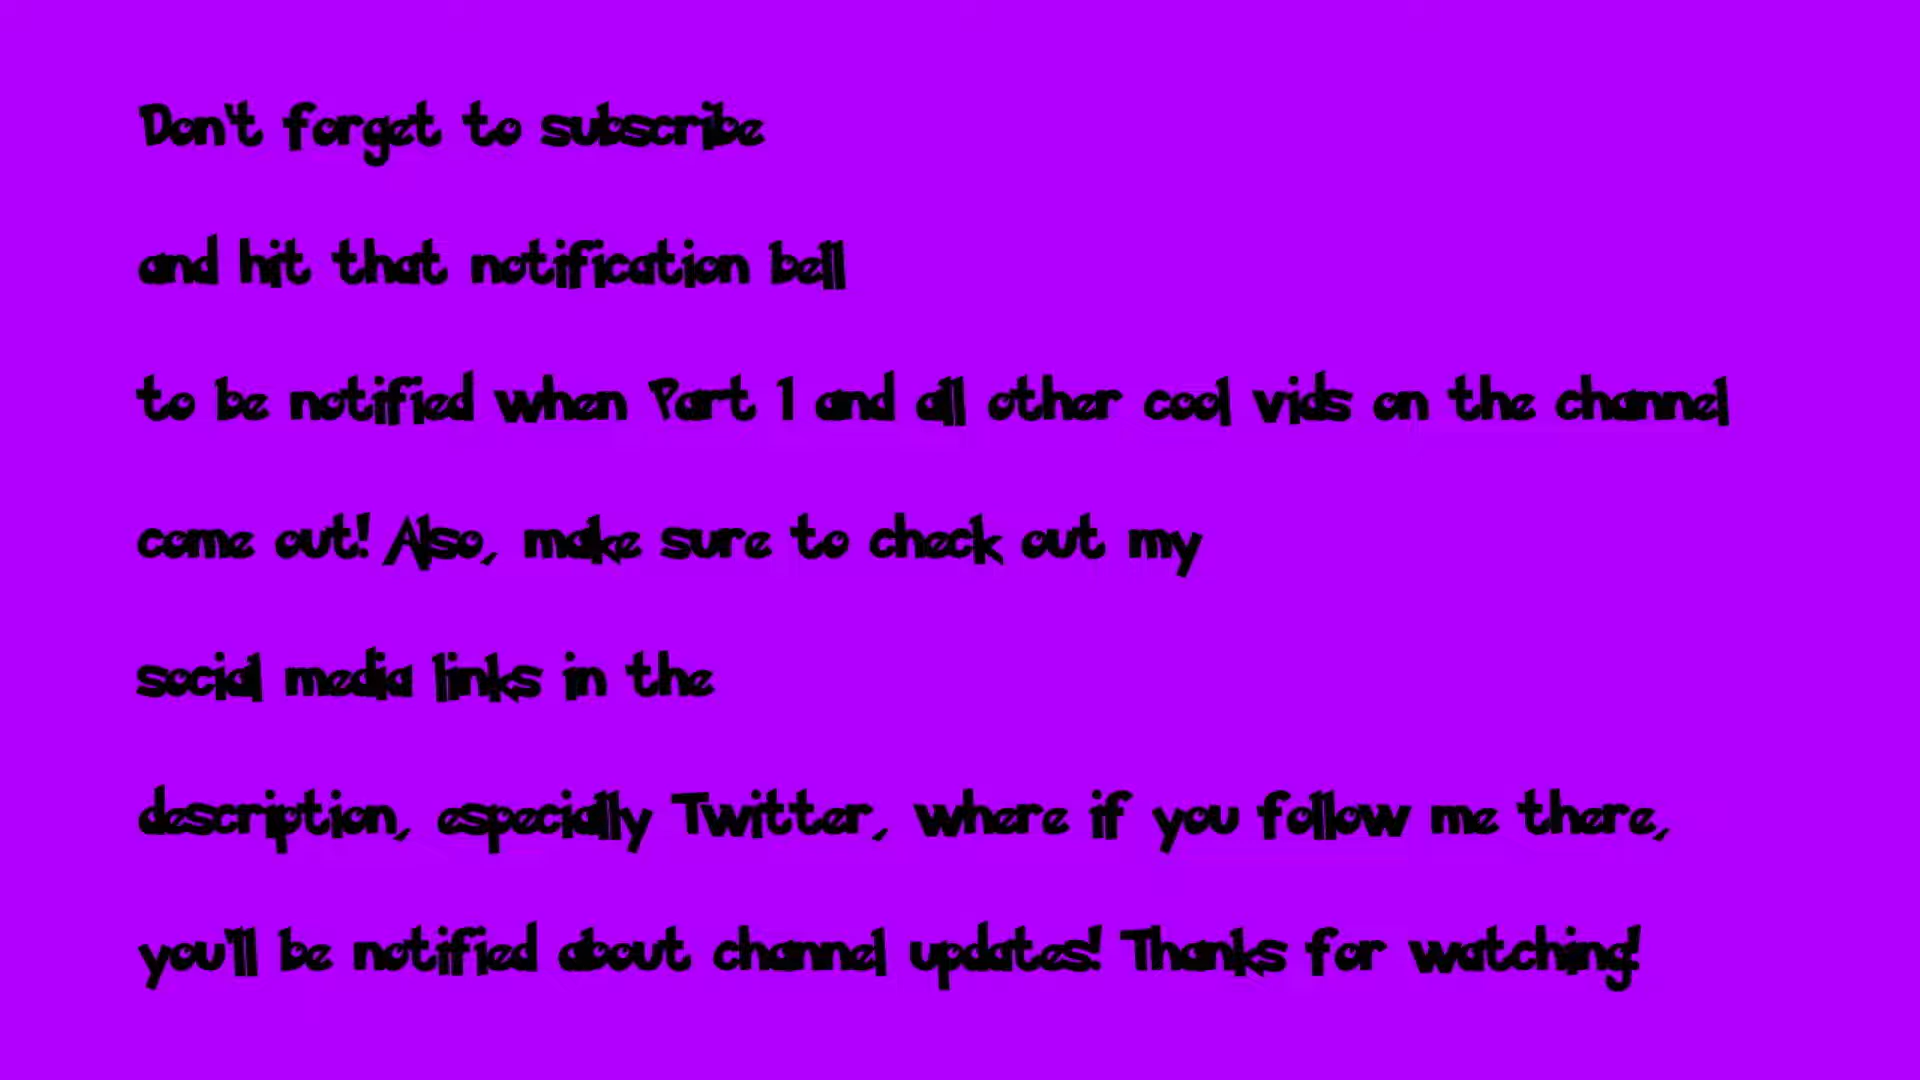 Don't forget to subscribe
and hit that notification bell
to be notified when Part 1 and all other cool vids on the channel
come out! Also, make sure to check out my
social media links in the
description, especially Twitter, where if you follow me there,
you'll be notified about channel updates! Thanks for watching!